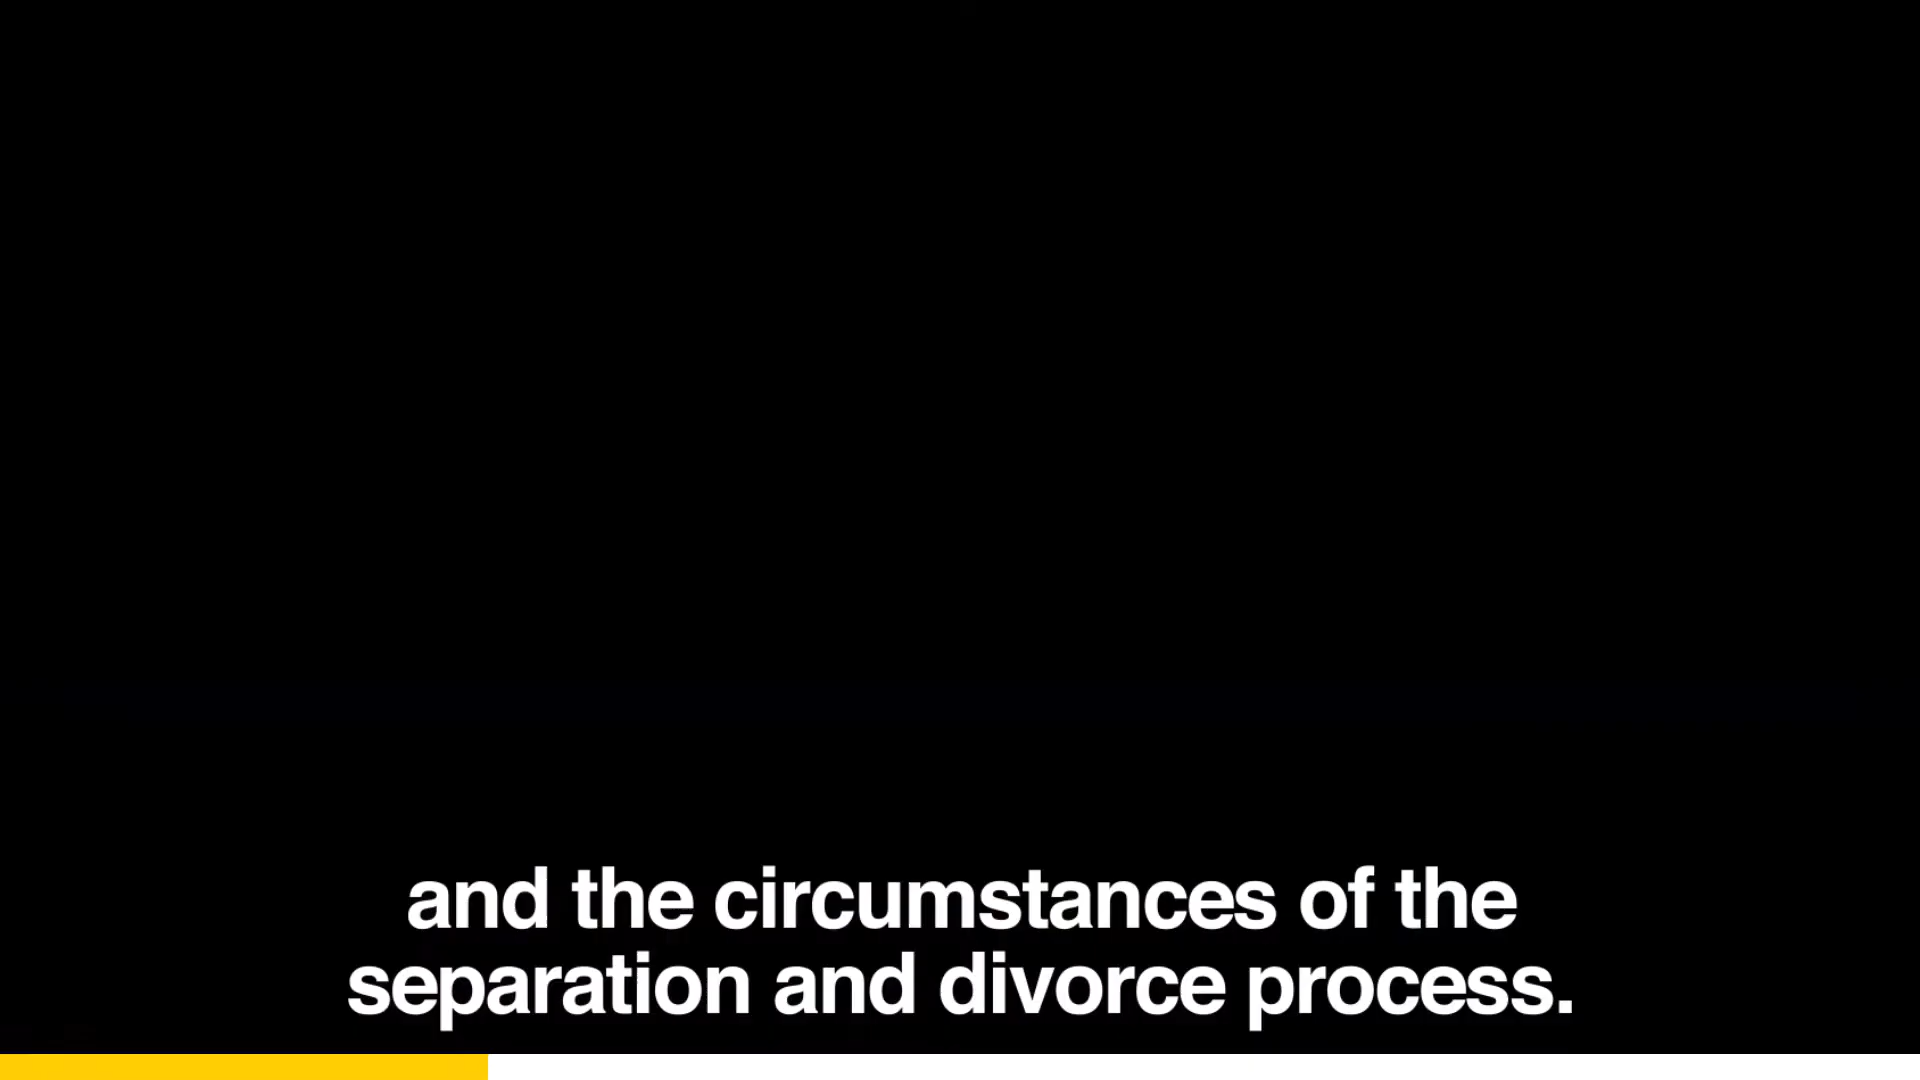 and the circumstances of the
separation and divorce process.